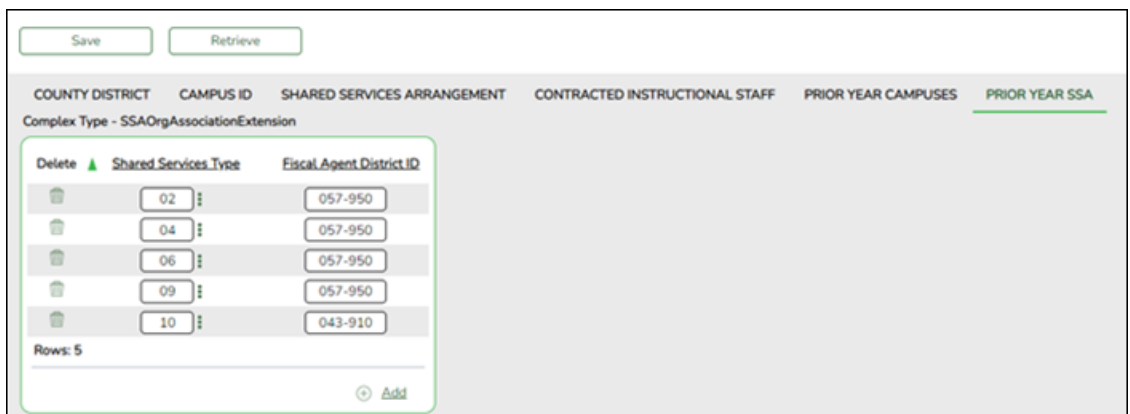 Save Retrieve
COUNTY DISTRICT CAMPUS ID SHARED SERVICES ARRANGEMENT CONTRACTED INSTRUCTIONAL STAFF PRIOR YEAR CAMPUSES PRIOR YEAR SSA
Complex Type - SSAOrgAssociationExtension
Delete Shared Services Type Fiscal Agent District ID
02 057-950
04 057-950
06 057-950
09 057-950
10 043-910
Rows: 5
Add